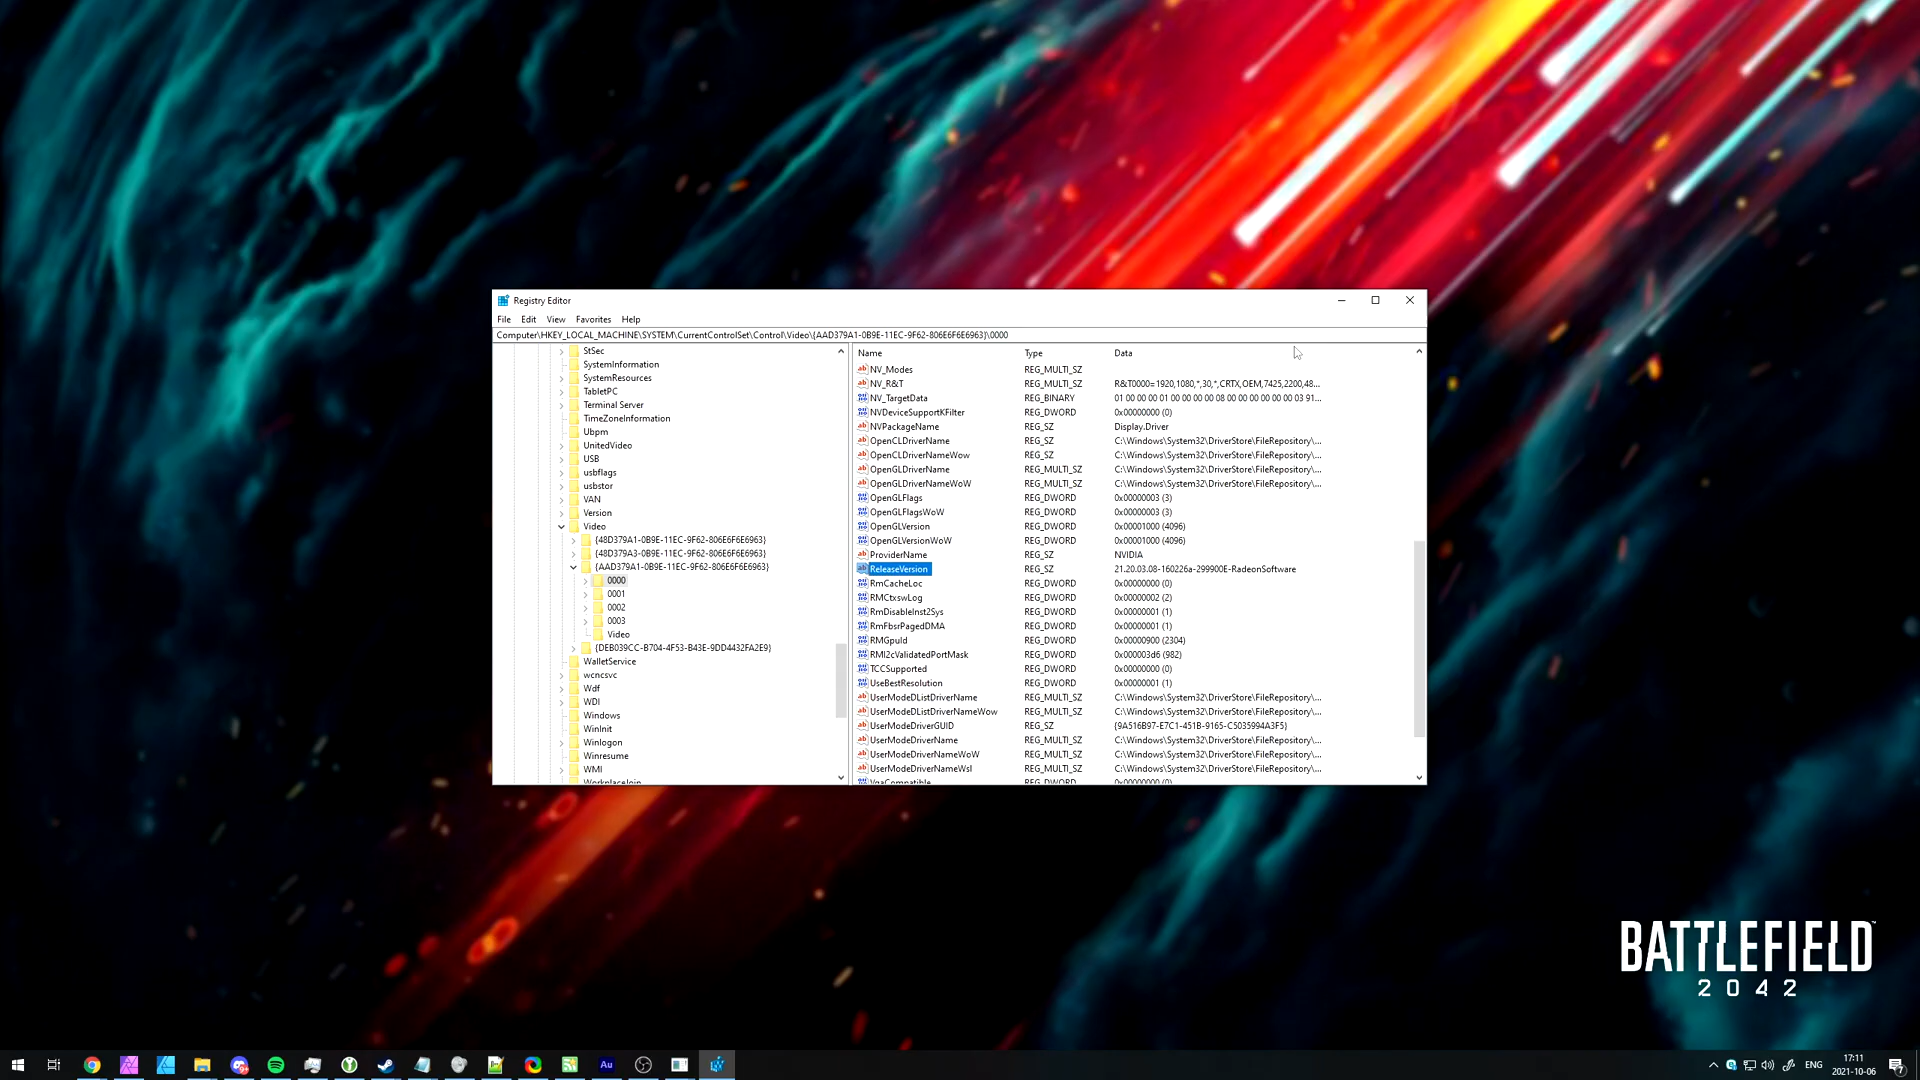 Registry Editor
File Edit View Favorites Help
Computer\HKEY_LOCAL_MACHINE\SYSTEM\CurrentControlSet\Control\Video\{AAD379A1-0B9E-11EC-9F62-806E6F6E6963}\0000
StSec
SystemInformation
SystemResources
TabletPC
Terminal Server
TimeZoneInformation
Ubpm
UnitedVideo
USB
usbflags
usbstor
VAN
Version
Video
{48D379A1-0B9E-11EC-9F62-806E6F6E6963}
{48D379A3-0B9E-11EC-9F62-806E6F6E6963}
{AAD379A1-0B9E-11EC-9F62-806E6F6E6963}
0000
0001
0002
0003
Video
{DEB039CC-B704-4F53-B43E-9DD4432FA2E9}
WalletService
wcncsvc
Wdf
WDI
Windows
WinInit
Winlogon
Winresume
WMI
WorkplaceJoin
Name Type Data
NV_Modes REG_MULTI_SZ
NV_R&T REG_MULTI_SZ R&T0000=1920,1080,*,30,*,CRTX,OEM,7425,2200,48...
NV_TargetData REG_BINARY 01 00 00 00 01 00 00 00 00 08 00 00 00 00 00 00 03 91...
NVDeviceSupportKFilter REG_DWORD 0x00000000 (0)
NVPackageName REG_SZ Display.Driver
OpenCLDriverName REG_SZ C:\Windows\System32\DriverStore\FileRepository\...
OpenCLDriverNameWow REG_SZ C:\Windows\System32\DriverStore\FileRepository\...
OpenGLDriverName REG_MULTI_SZ C:\Windows\System32\DriverStore\FileRepository\...
OpenGLDriverNameWoW REG_MULTI_SZ C:\Windows\System32\DriverStore\FileRepository\...
OpenGLFlags REG_DWORD 0x00000003 (3)
OpenGLFlagsWoW REG_DWORD 0x00000003 (3)
OpenGLVersion REG_DWORD 0x00001000 (4096)
OpenGLVersionWoW REG_DWORD 0x00001000 (4096)
ProviderName REG_SZ NVIDIA
ReleaseVersion REG_SZ 21.20.03.08-160226a-299900E-RadeonSoftware
RmCacheLoc REG_DWORD 0x00000000 (0)
RMCtxswLog REG_DWORD 0x00000002 (2)
RmDisableInst2Sys REG_DWORD 0x00000001 (1)
RmFbsrPagedDMA REG_DWORD 0x00000001 (1)
RMGpuId REG_DWORD 0x00000900 (2304)
RMI2cValidatedPortMask REG_DWORD 0x000003d6 (982)
TCCSupported REG_DWORD 0x00000000 (0)
UseBestResolution REG_DWORD 0x00000001 (1)
UserModeDListDriverName REG_MULTI_SZ C:\Windows\System32\DriverStore\FileRepository\...
UserModeDListDriverNameWow REG_MULTI_SZ C:\Windows\System32\DriverStore\FileRepository\...
UserModeDriverGUID REG_SZ {9A516B97-E7C1-451B-9165-C5035994A3F5}
UserModeDriverName REG_MULTI_SZ C:\Windows\System32\DriverStore\FileRepository\...
UserModeDriverNameWoW REG_MULTI_SZ C:\Windows\System32\DriverStore\FileRepository\...
UserModeDriverNameWsl REG_MULTI_SZ C:\Windows\System32\DriverStore\FileRepository\...
VgaCompatible REG_DWORD 0x00000000 (0)
BATTLEFIELD™
2042
Au
ENG
17:11
2021-10-06
7